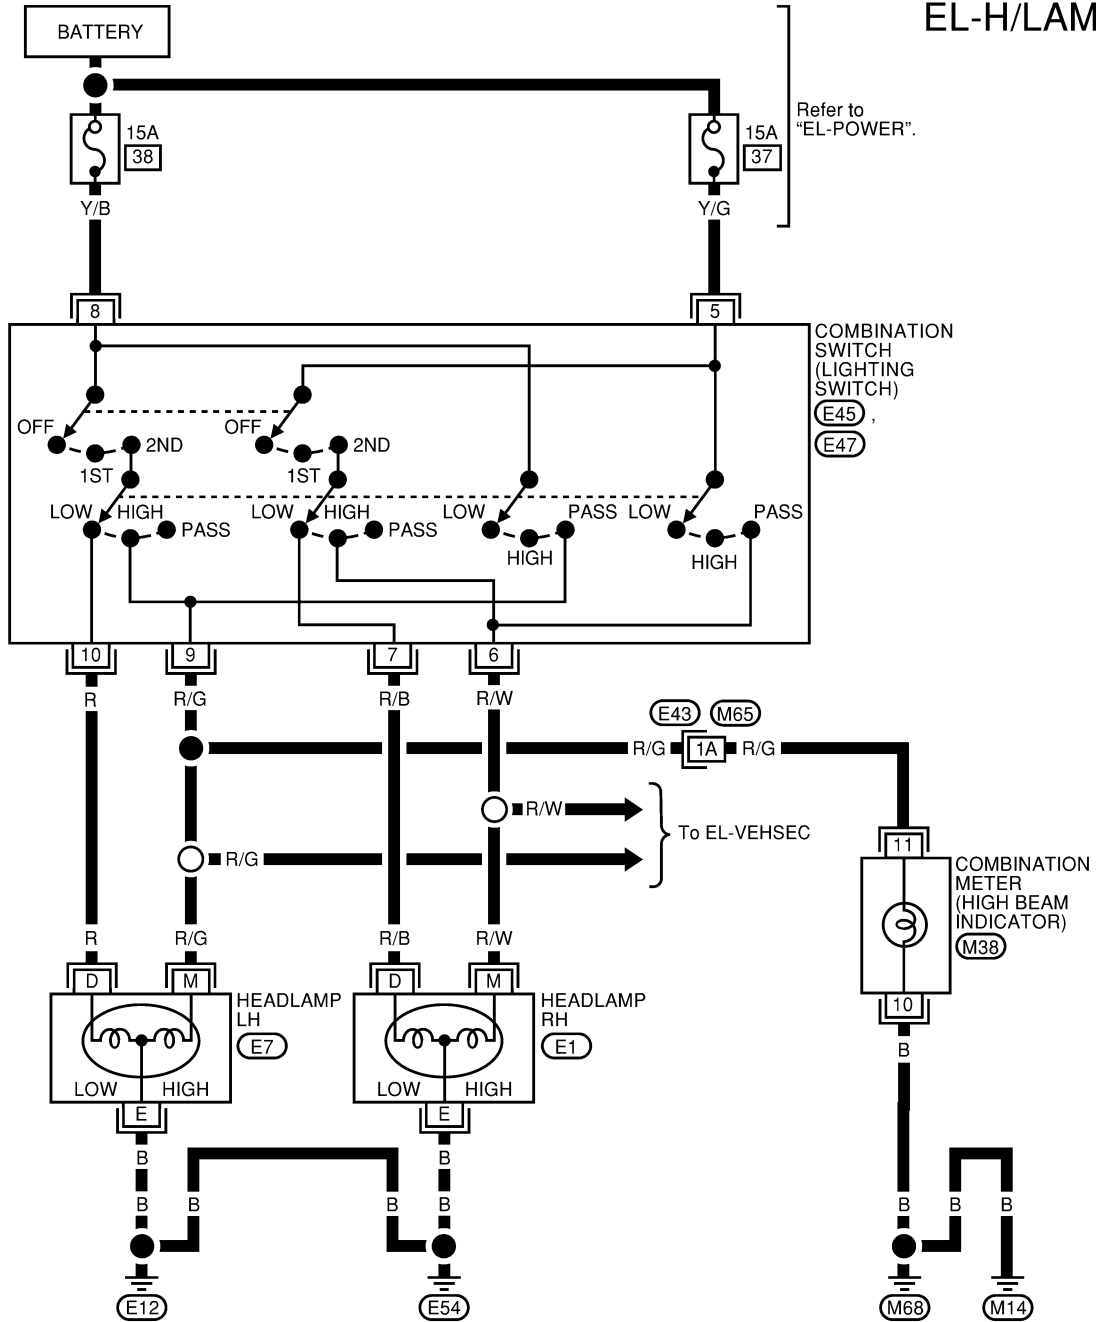 EL-H/LAM
BATTERY
Refer to
"EL-POWER".
15A
38
15A
37
Y/B
Y/G
8
5
COMBINATION
SWITCH
(LIGHTING
SWITCH)
E45 ,
E47
OFF
1ST
2ND
OFF
1ST
2ND
LOW
HIGH
PASS
LOW
HIGH
PASS
LOW
HIGH
PASS
LOW
HIGH
PASS
10
9
7
6
R
R/G
R/B
R/W
E43
M65
R/G
1A
R/G
R/W
To EL-VEHSEC
R/G
11
COMBINATION
METER
(HIGH BEAM
INDICATOR)
M38
R
R/G
R/B
R/W
D
M
D
M
10
HEADLAMP
LH
E7
HEADLAMP
RH
E1
B
LOW
HIGH
LOW
HIGH
E
E
B
B
B
B
B
B
B
B
B
B
E12
E54
M68
M14